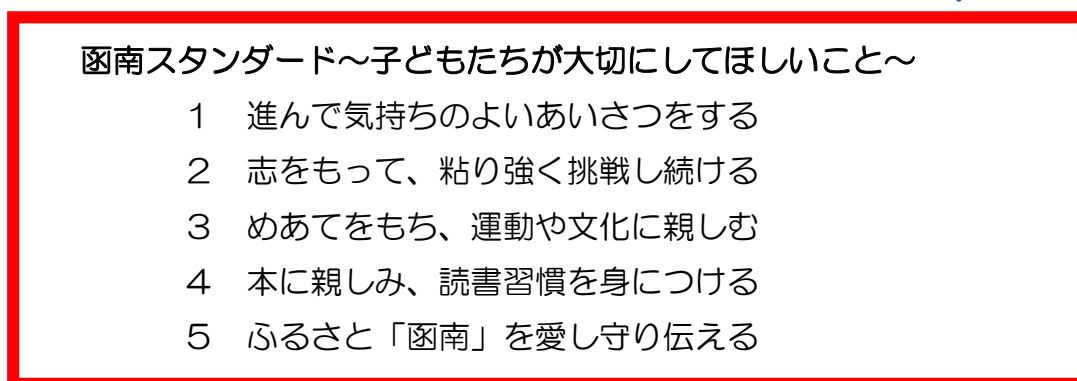 函南スタンダード～子どもたちが大切にしてほしいこと～
１　進んで気持ちのよいあいさつをする
２　志をもって、粘り強く挑戦し続ける
３　めあてをもち、運動や文化に親しむ
４　本に親しみ、読書習慣を身につける
５　ふるさと「函南」を愛し守り伝える